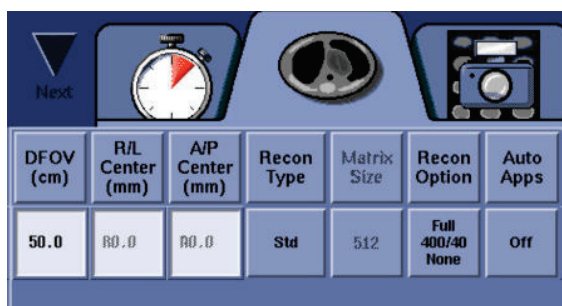 Next
DFOV
(cm)
R/L
Center
(mm)
A/P
Center
(mm)
Recon
Type
Matrix
Size
Recon
Option
Auto
Apps
50.0
R0.0
A0.0
Std
512
Full
400/40
None
Off